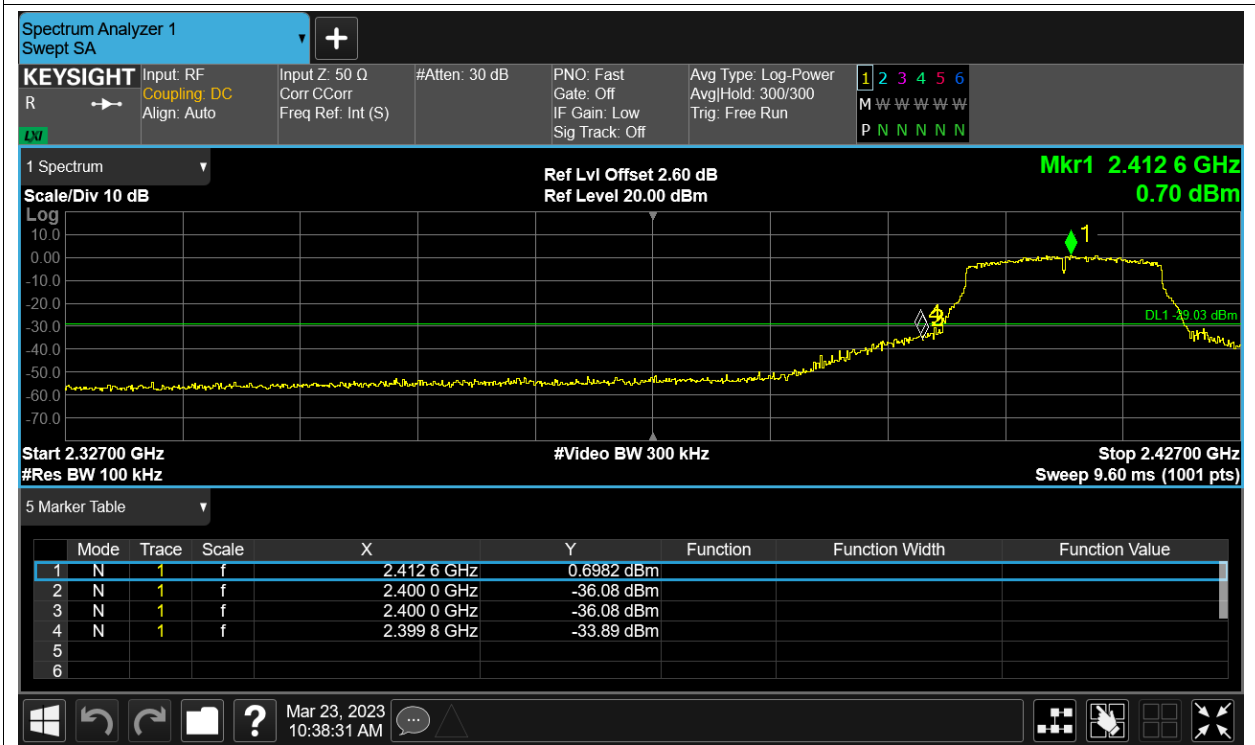 Spectrum Analyzer 1
Swept SA
+
KEYSIGHT
R
LXI
Input: RF
Coupling: DC
Align: Auto
Input Z: 50 Ω
Corr CCorr
Freq Ref: Int (S)
#Atten: 30 dB
PNO: Fast
Gate: Off
IF Gain: Low
Sig Track: Off
Avg Type: Log-Power
Avg|Hold: 300/300
Trig: Free Run
1 2 3 4 5 6
M W W W W W
P N N N N N
1 Spectrum
Scale/Div 10 dB
Ref Lvl Offset 2.60 dB
Ref Level 20.00 dBm
Mkr1 2.412 6 GHz
0.70 dBm
Log
10.0
0.00
-10.0
-20.0
-30.0
-40.0
-50.0
-60.0
-70.0
1
DL1 -29.03 dBm
Start 2.32700 GHz
#Video BW 300 kHz
Stop 2.42700 GHz
#Res BW 100 kHz
Sweep 9.60 ms (1001 pts)
5 Marker Table
Mode Trace Scale X Y Function Function Width Function Value
1 N 1 f 2.412 6 GHz 0.6982 dBm
2 N 1 f 2.400 0 GHz -36.08 dBm
3 N 1 f 2.400 0 GHz -36.08 dBm
4 N 1 f 2.399 8 GHz -33.89 dBm
5
6
?
Mar 23, 2023
10:38:31 AM